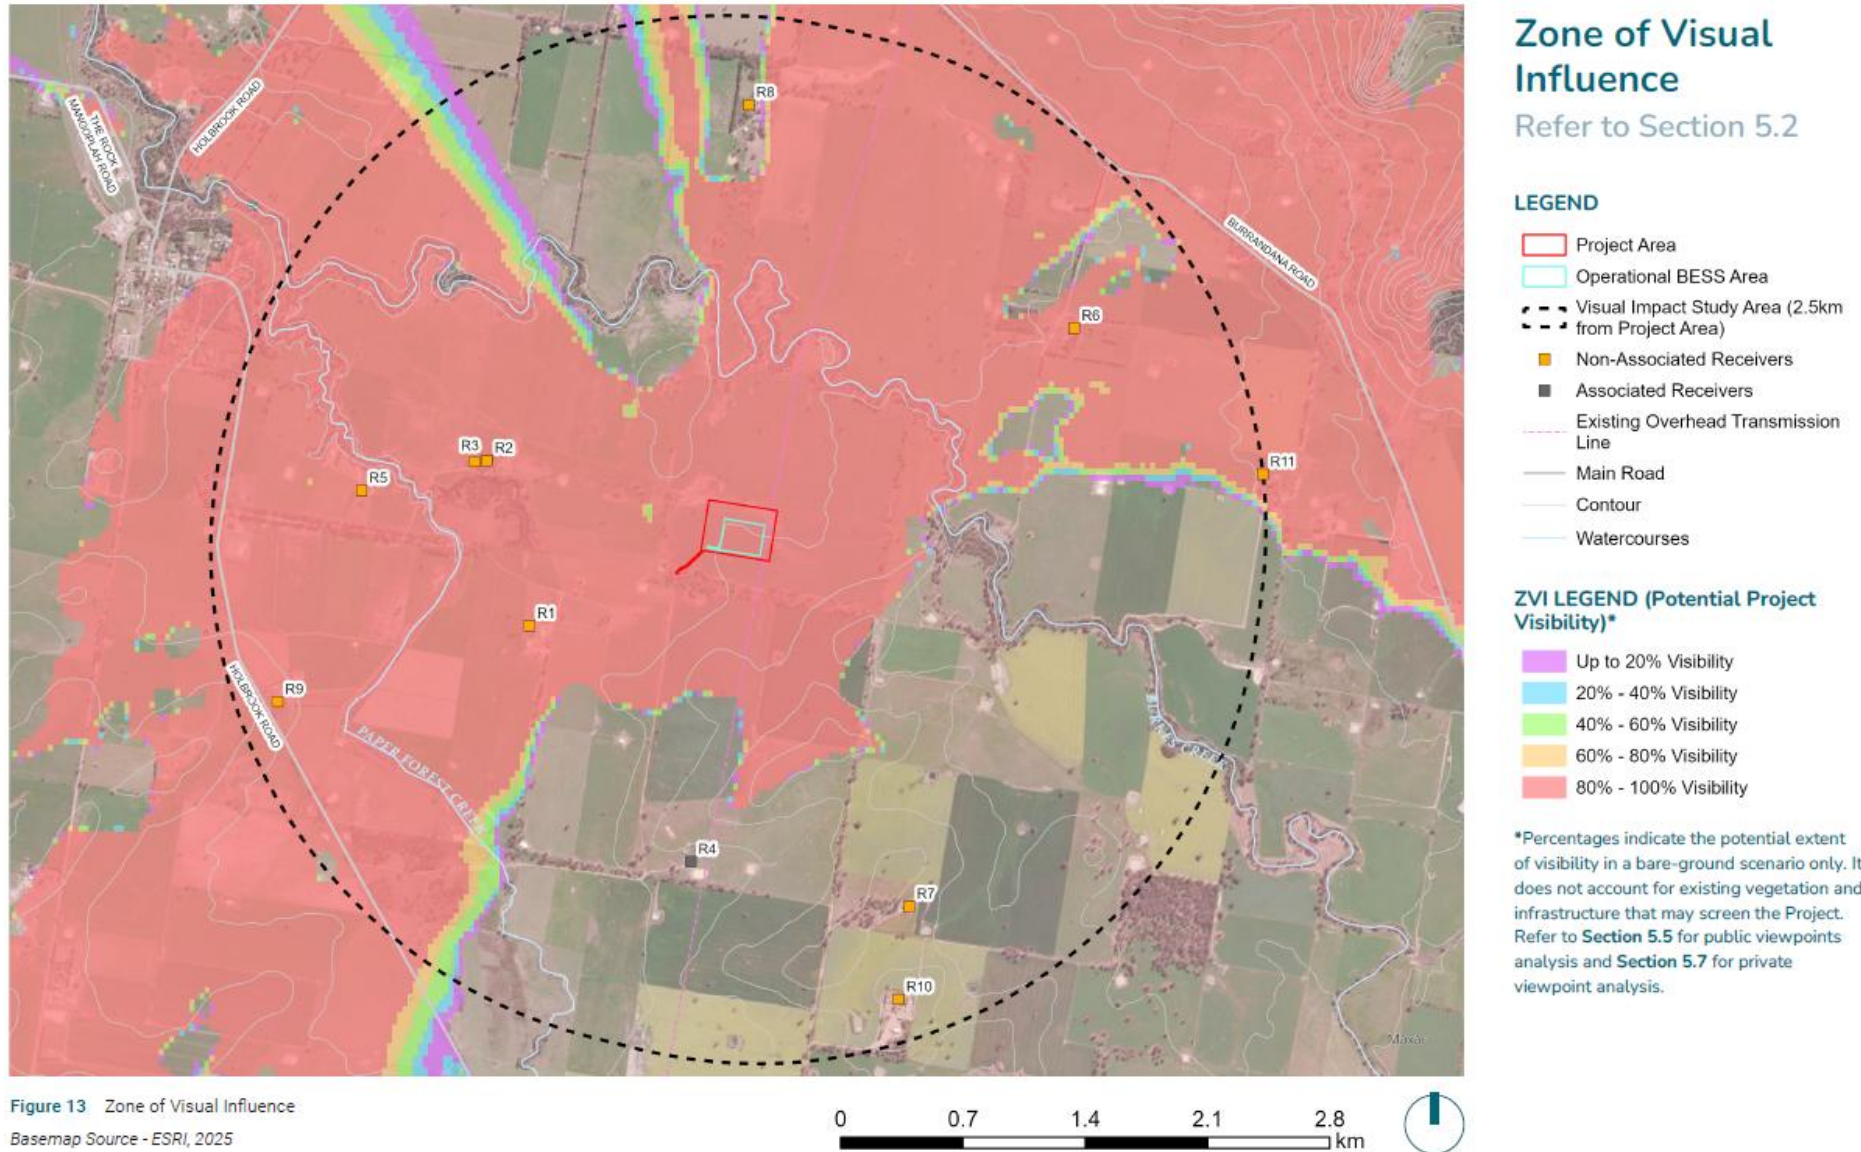 Zone of Visual
Influence
Refer to Section 5.2
LEGEND
Project Area
Operational BESS Area
Visual Impact Study Area (2.5km
from Project Area)
Non-Associated Receivers
Associated Receivers
Existing Overhead Transmission
Line
Main Road
Contour
Watercourses
ZVI LEGEND (Potential Project
Visibility)*
Up to 20% Visibility
20% - 40% Visibility
40% - 60% Visibility
60% - 80% Visibility
80% - 100% Visibility
*Percentages indicate the potential extent
of visibility in a bare-ground scenario only. It
does not account for existing vegetation and
infrastructure that may screen the Project.
Refer to Section 5.5 for public viewpoints
analysis and Section 5.7 for private
viewpoint analysis.
THE ROCK
MANGOPLAH ROAD
HOLBROOK ROAD
R8
BURRANDANA ROAD
R6
R3
R2
R5
R11
R1
R9
HOLBROOK ROAD
PAPER FOREST CREEK
BURKES CREEK
R4
R7
R10
Maxar
Figure 13 Zone of Visual Influence
Basemap Source - ESRI, 2025
0 0.7 1.4 2.1 2.8
km